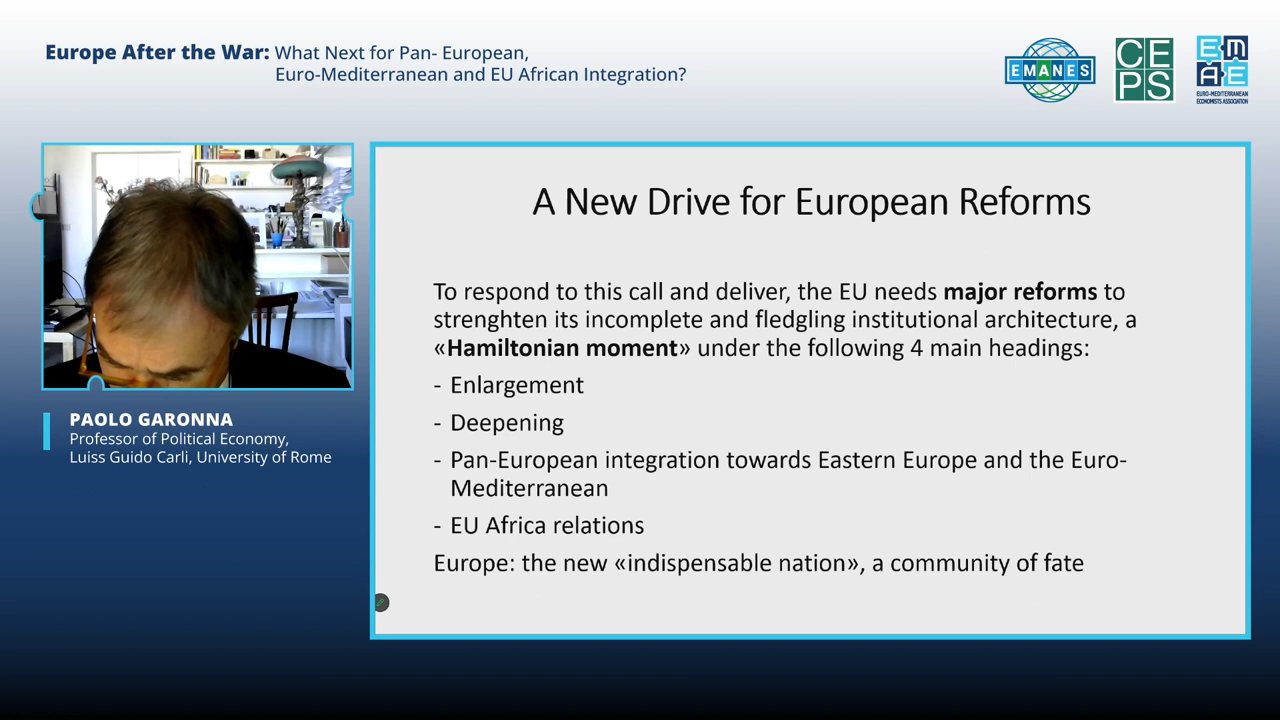 Europe After the War: What Next for Pan- European,
Euro-Mediterranean and EU African Integration?
EMANES
CE
PS
EM
AE
EURO-MEDITERRANEAN
ECONOMISTS ASSOCIATION
A New Drive for European Reforms
To respond to this call and deliver, the EU needs major reforms to
strenghten its incomplete and fledgling institutional architecture, a
«Hamiltonian moment» under the following 4 main headings:
- Enlargement
- Deepening
- Pan-European integration towards Eastern Europe and the Euro-
Mediterranean
- EU Africa relations
Europe: the new «indispensable nation», a community of fate
PAOLO GARONNA
Professor of Political Economy,
Luiss Guido Carli, University of Rome